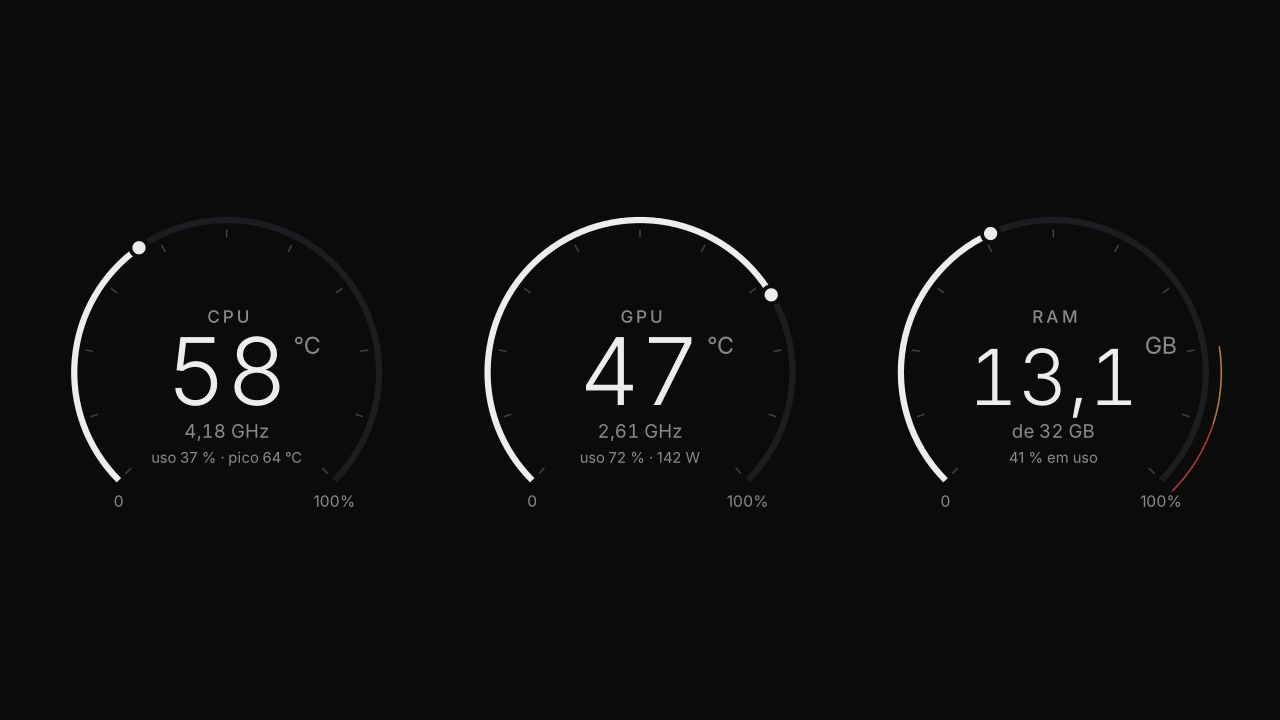 CPU
58 °C
4,18 GHz
uso 37 % · pico 64 °C
0 100%
GPU
47 °C
2,61 GHz
uso 72 % · 142 W
0 100%
RAM
13,1 GB
de 32 GB
41 % em uso
0 100%